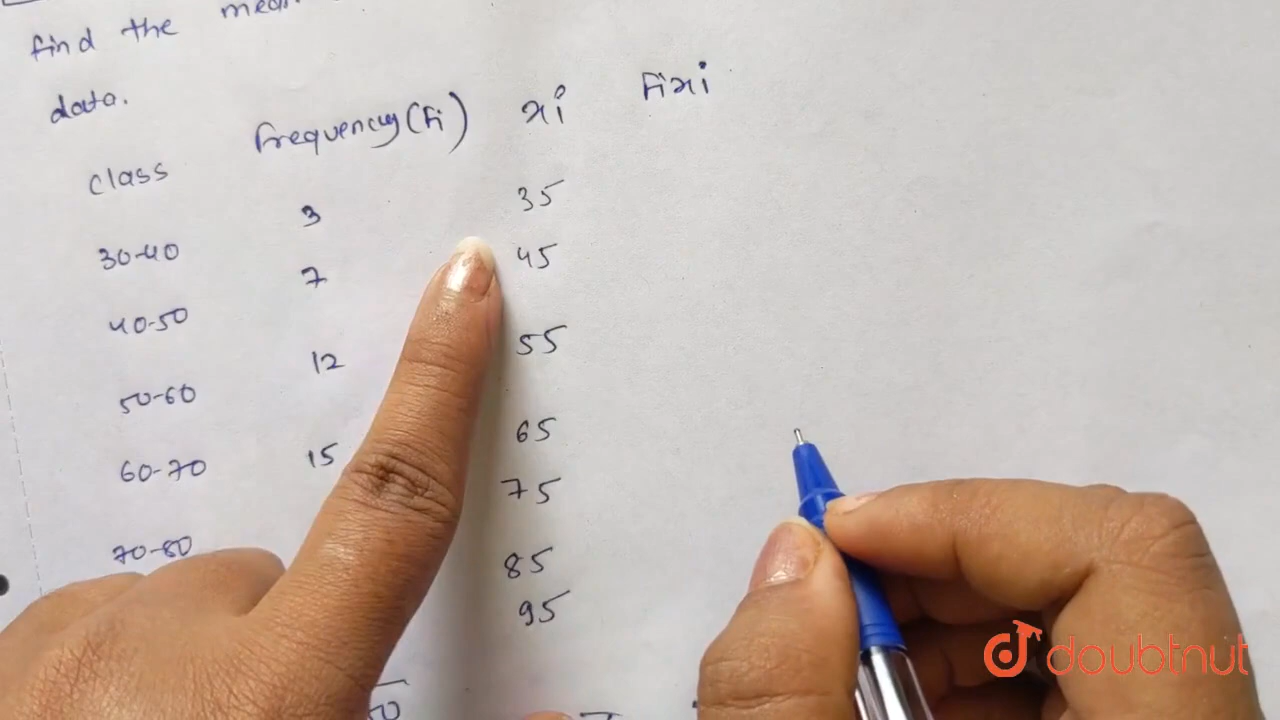 find the
data.
class frequency(fi) xi fixi
30-40 3 35
40-50 7 45
50-60 12 55
60-70 15 65
70-80 75
85
95
50
doubtnut